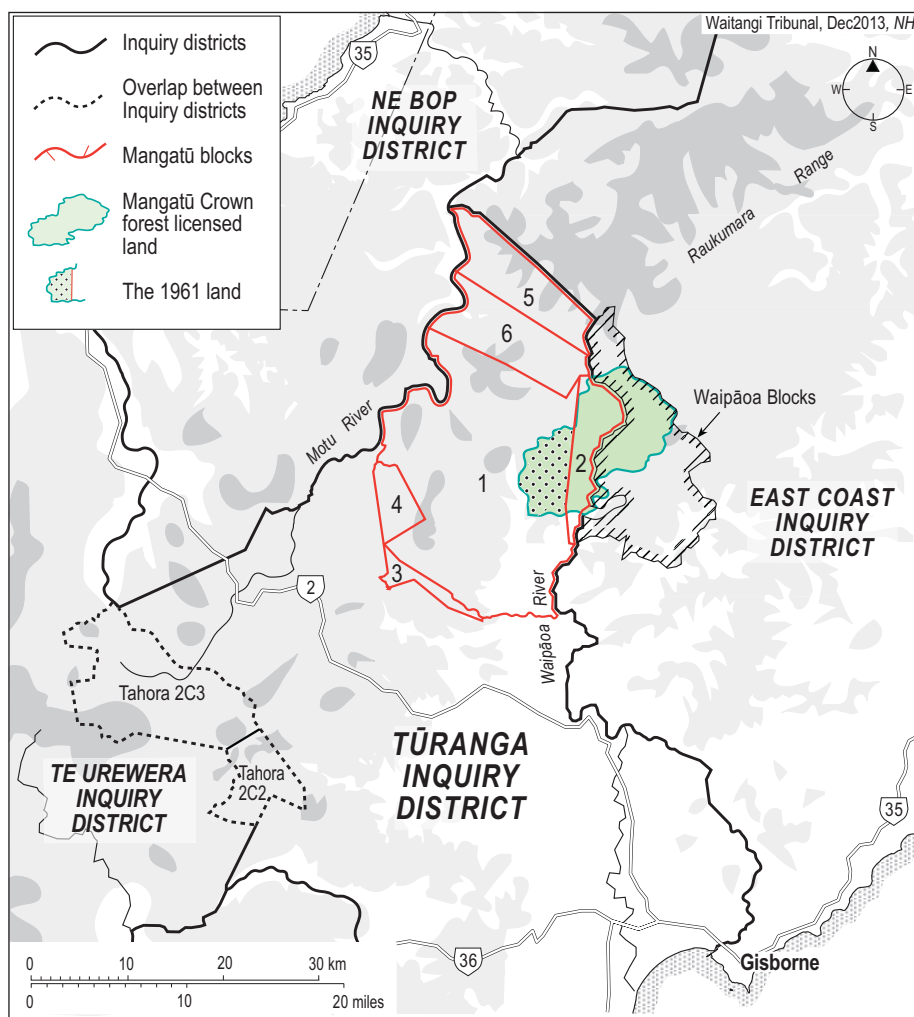 Waitangi Tribunal, Dec2013, NH
Inquiry districts
Overlap between
Inquiry districts
Mangatū blocks
Mangatū Crown
forest licensed
land
The 1961 land
35
NE BOP
INQUIRY
DISTRICT
N
W
E
S
Raukumara Range
5
6
Motu River
Waipāoa Blocks
1
2
4
3
EAST COAST
INQUIRY
DISTRICT
2
Waipāoa River
Tahora 2C3
TŪRANGA
INQUIRY
DISTRICT
TE UREWERA
INQUIRY
DISTRICT
Tahora
2C2
35
36
Gisborne
0 10 20 30 km
0 10 20 miles